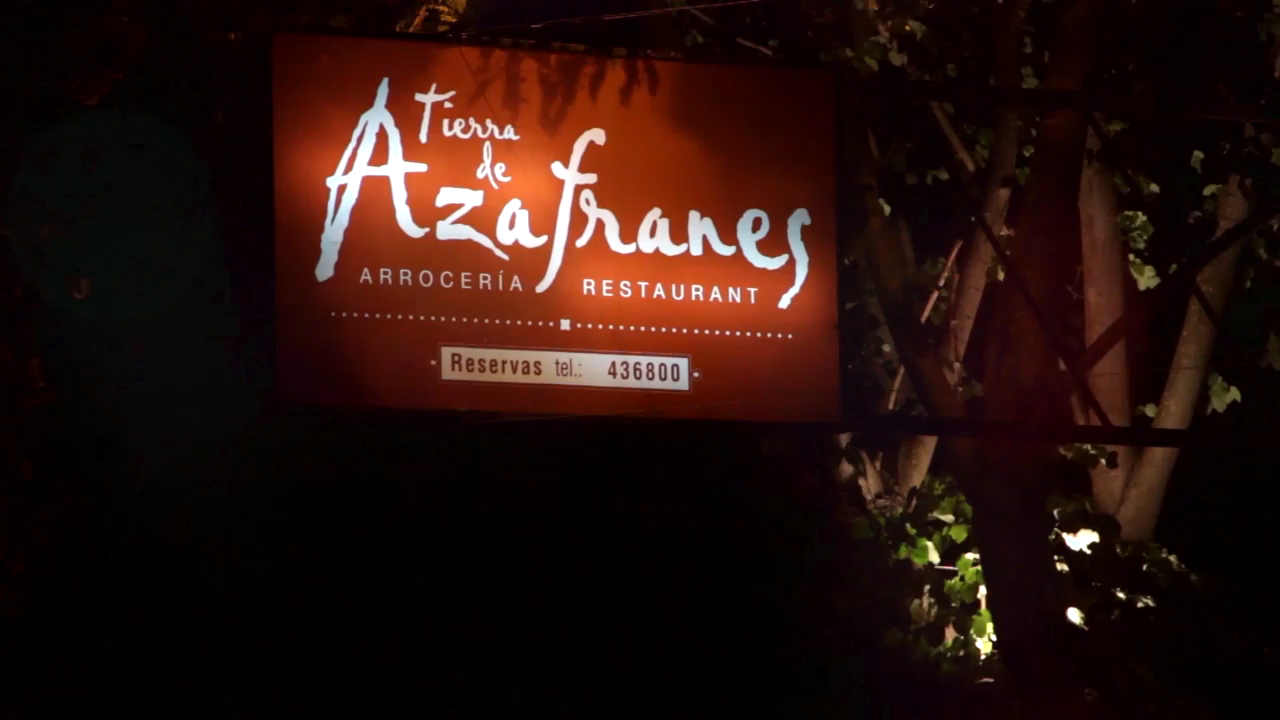 Tierra
de
Azafranes
ARROCERÍA RESTAURANT
Reservas tel.: 436800